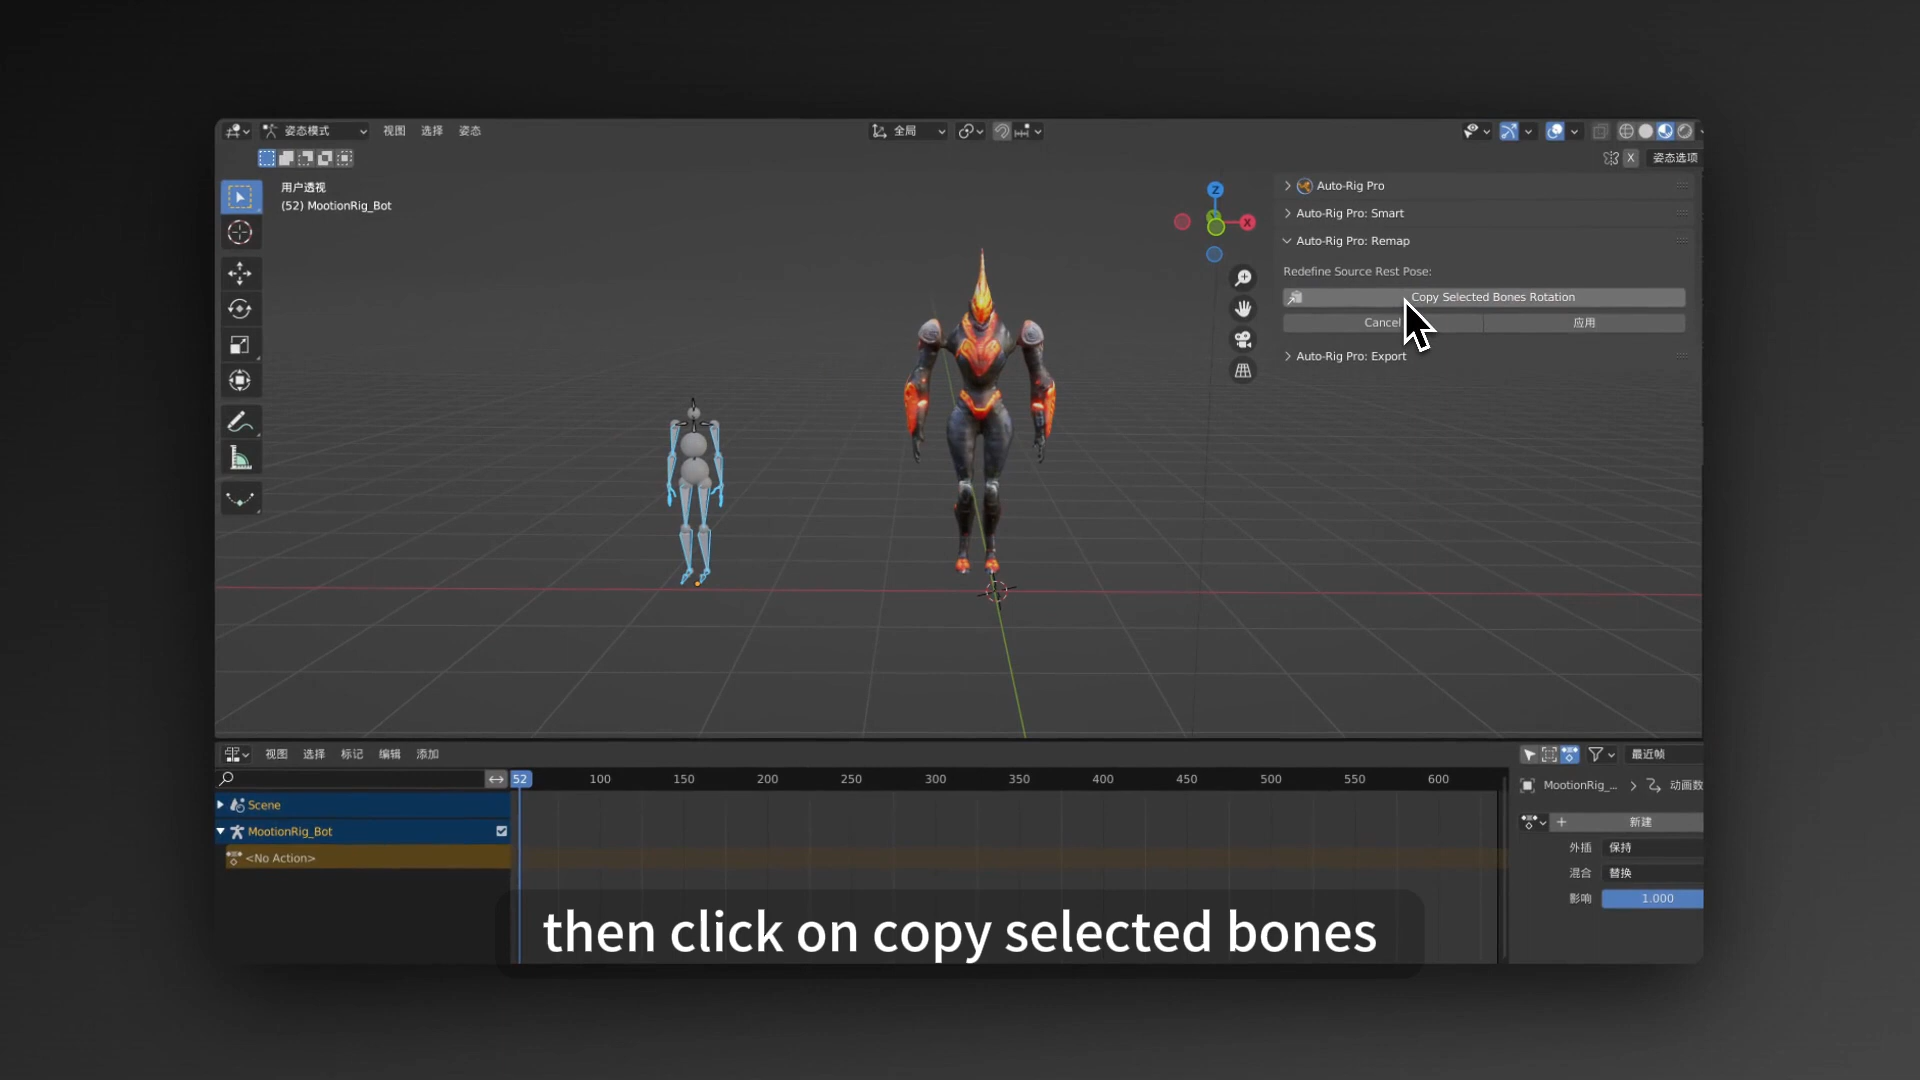 姿态模式 视图 选择 姿态 全局
X 姿态选项
用户透视
(52) MootionRig_Bot
Z
X
Auto-Rig Pro
Auto-Rig Pro: Smart
Auto-Rig Pro: Remap
Redefine Source Rest Pose:
Copy Selected Bones Rotation
Cancel 应用
Auto-Rig Pro: Export
视图 选择 标记 编辑 添加 最近帧
52 100 150 200 250 300 350 400 450 500 550 600
Scene
MootionRig_Bot
<No Action>
MootionRig_... 动画数
新建
外插 保持
混合 替换
影响 1.000
then click on copy selected bones